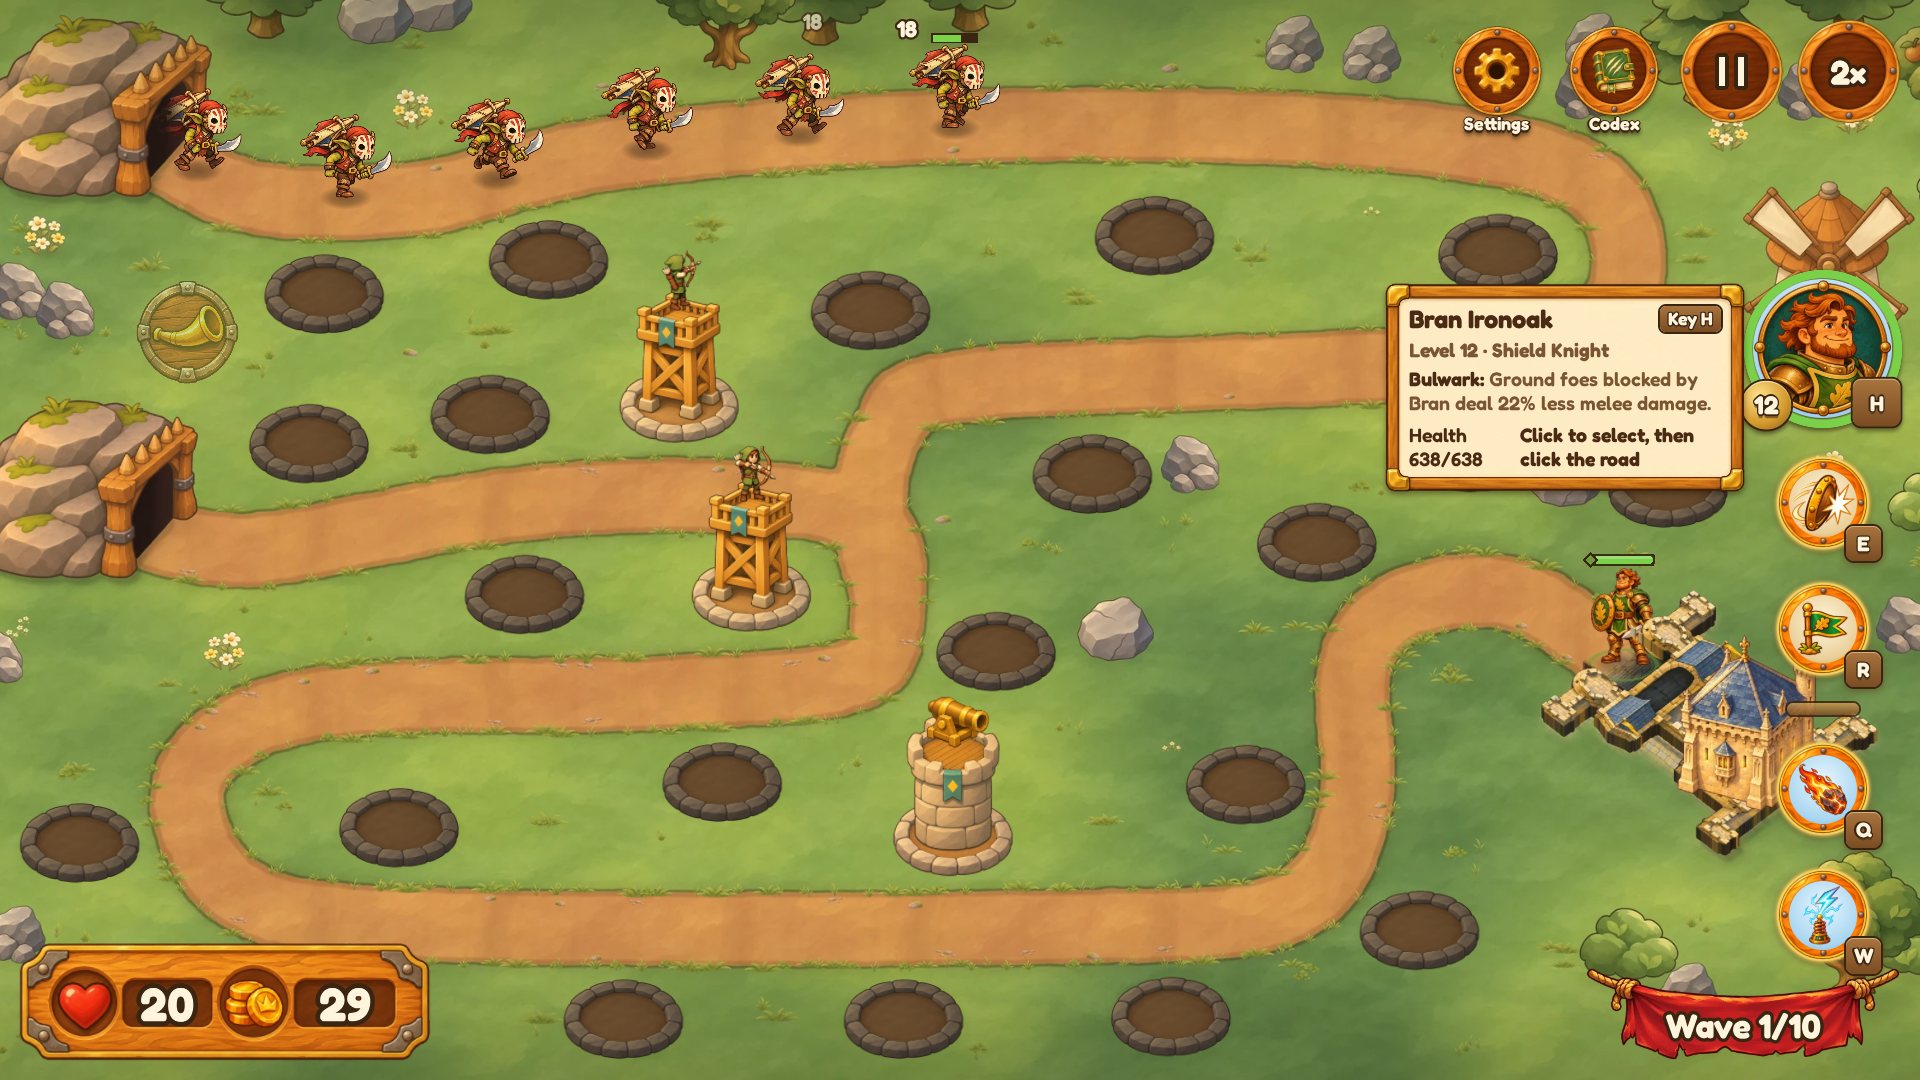 18
18
Settings
Codex
2x
Bran Ironoak
Key H
Level 12 · Shield Knight
Bulwark: Ground foes blocked by
Bran deal 22% less melee damage.
Health
638/638
Click to select, then
click the road
12
H
E
R
Q
W
20
29
Wave 1/10